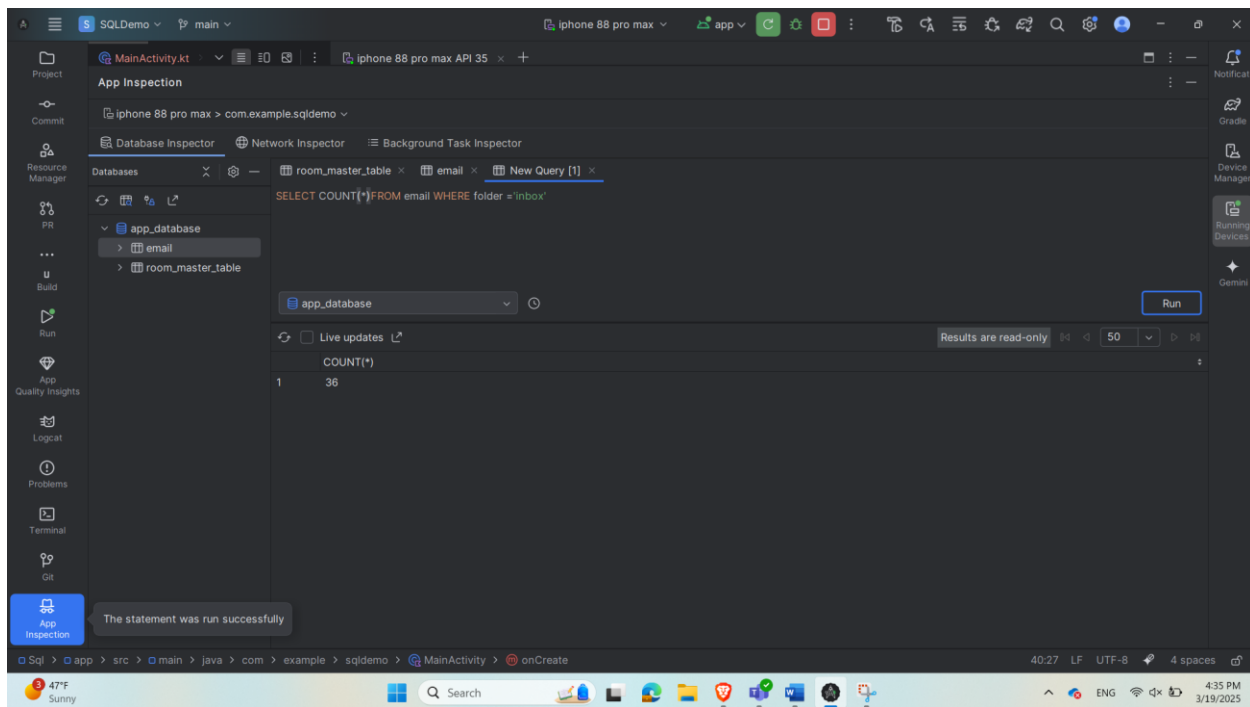 S SQLDemo main iphone 88 pro max app
MainActivity.kt iphone 88 pro max API 35
App Inspection
iphone 88 pro max > com.example.sqldemo
Database Inspector Network Inspector Background Task Inspector
Databases room_master_table email New Query [1]
SELECT COUNT(*)FROM email WHERE folder ='inbox'
app_database
email
room_master_table
app_database Run
Live updates Results are read-only 50
COUNT(*)
1 36
Project
Commit
Resource
Manager
PR
Build
Run
App
Quality Insights
Logcat
Problems
Terminal
Git
App
Inspection
The statement was run successfully
Notificat
Gradle
Device
Manager
Running
Devices
Gemini
Sql > app > src > main > java > com > example > sqldemo > MainActivity > onCreate 40:27 LF UTF-8 4 spaces
3 47°F
Sunny
Search
ENG 4:35 PM
3/19/2025